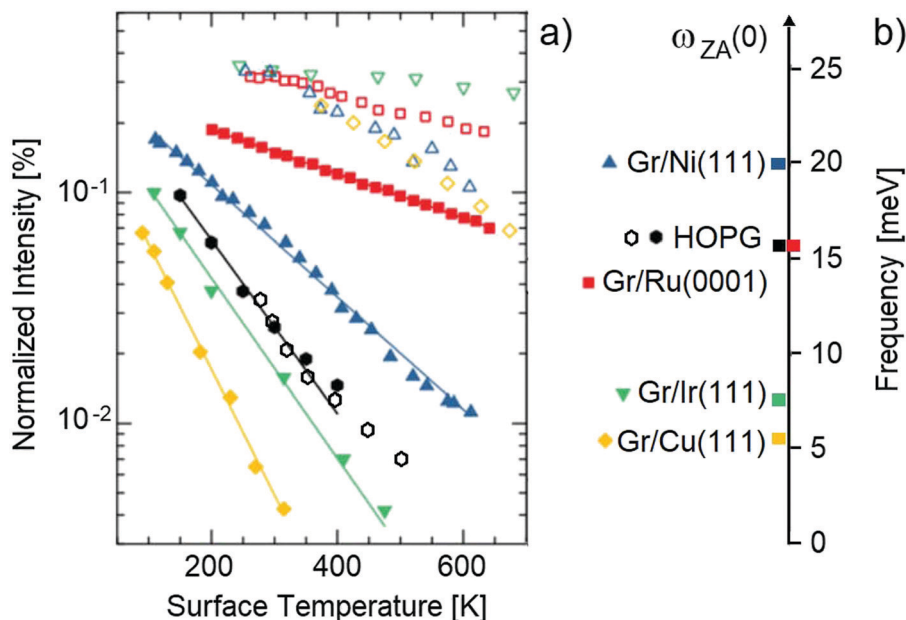 a)
ω ZA(0)
b)
Normalized Intensity [%]
10⁻¹
10⁻²
200
400
600
Surface Temperature [K]
Gr/Ni(111)
HOPG
Gr/Ru(0001)
Gr/Ir(111)
Gr/Cu(111)
25
20
15
10
5
0
Frequency [meV]